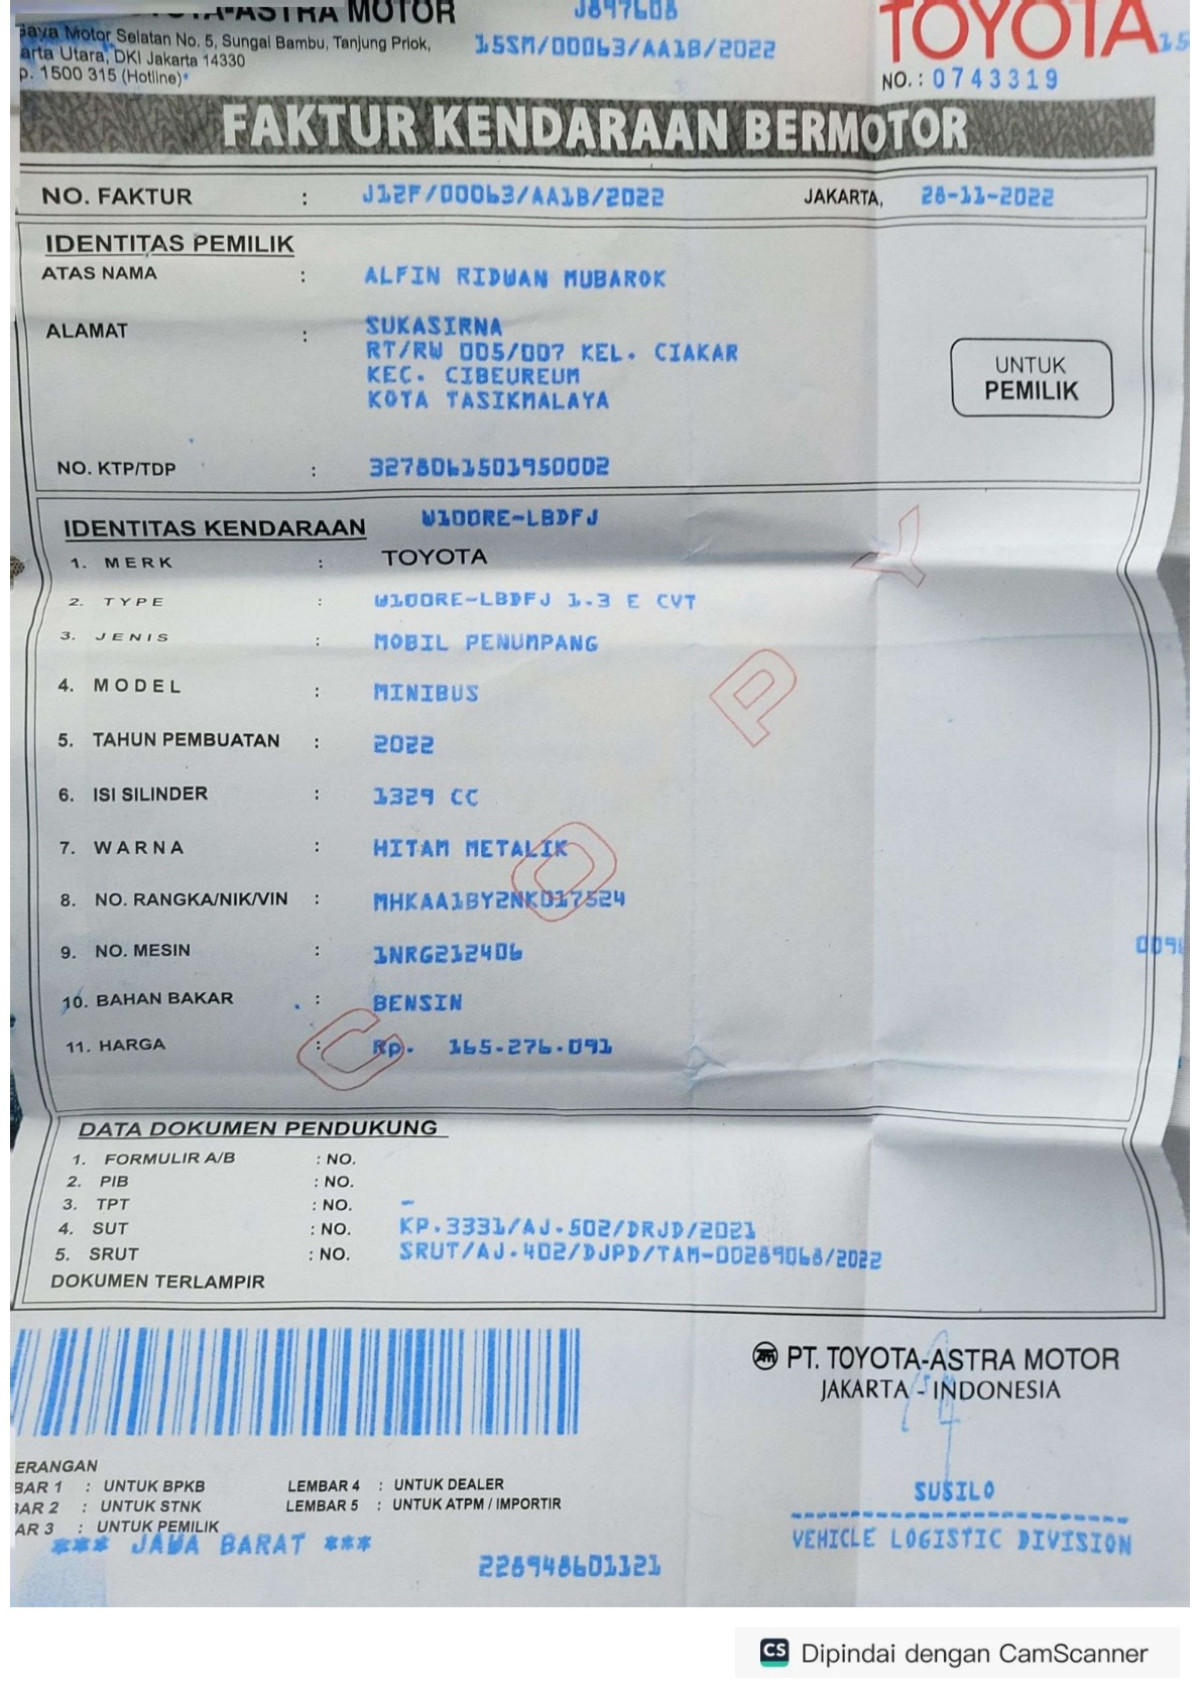 -ASTRA MOTOR
J897608
TOYOTA
Motor Selatan No. 5, Sungai Bambu, Tanjung Priok,
arta Utara, DKI Jakarta 14330
p. 1500 315 (Hotline)
15SM/00063/AA1B/2022
15
NO. : 0743319
FAKTUR KENDARAAN BERMOTOR
NO. FAKTUR : J12F/00063/AA1B/2022 JAKARTA, 28-11-2022
IDENTITAS PEMILIK
ATAS NAMA : ALFIN RIDWAN MUBAROK
ALAMAT : SUKASIRNA
RT/RW 005/007 KEL. CIAKAR
KEC. CIBEUREUM
KOTA TASIKMALAYA
UNTUK
PEMILIK
NO. KTP/TDP : 3278061501950002
IDENTITAS KENDARAAN W100RE-LBDFJ
1. MERK : TOYOTA
2. TYPE : W100RE-LBDFJ 1.3 E CVT
3. JENIS : MOBIL PENUMPANG
4. MODEL : MINIBUS
5. TAHUN PEMBUATAN : 2022
6. ISI SILINDER : 1329 CC
7. WARNA : HITAM METALIK
8. NO. RANGKA/NIK/VIN : MHKAA1BY2NK017524
9. NO. MESIN : 1NRG212406
009
10. BAHAN BAKAR : BENSIN
11. HARGA : Rp. 165.276.091
COPY
DATA DOKUMEN PENDUKUNG
1. FORMULIR A/B : NO.
2. PIB : NO.
3. TPT : NO. -
4. SUT : NO. KP.3331/AJ.502/DRJD/2021
5. SRUT : NO. SRUT/AJ.402/DJPD/TAM-00289068/2022
DOKUMEN TERLAMPIR
PT. TOYOTA-ASTRA MOTOR
JAKARTA - INDONESIA
ERANGAN
BAR 1 : UNTUK BPKB LEMBAR 4 : UNTUK DEALER
BAR 2 : UNTUK STNK LEMBAR 5 : UNTUK ATPM / IMPORTIR
AR 3 : UNTUK PEMILIK
*** JAWA BARAT ***
228948601121
SUSILO
VEHICLE LOGISTIC DIVISION
CS Dipindai dengan CamScanner